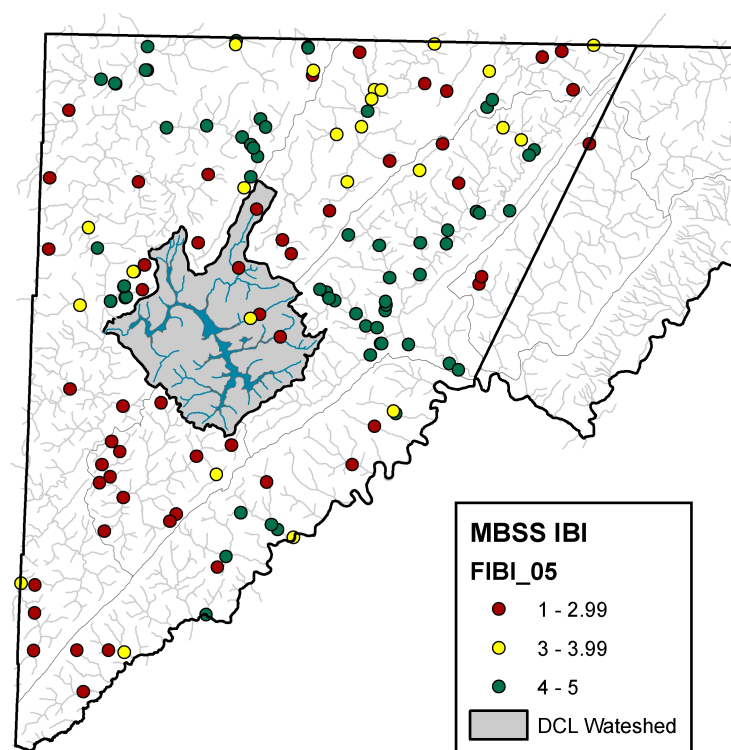 MBSS IBI
FIBI_05
1 - 2.99
3 - 3.99
4 - 5
DCL Wateshed